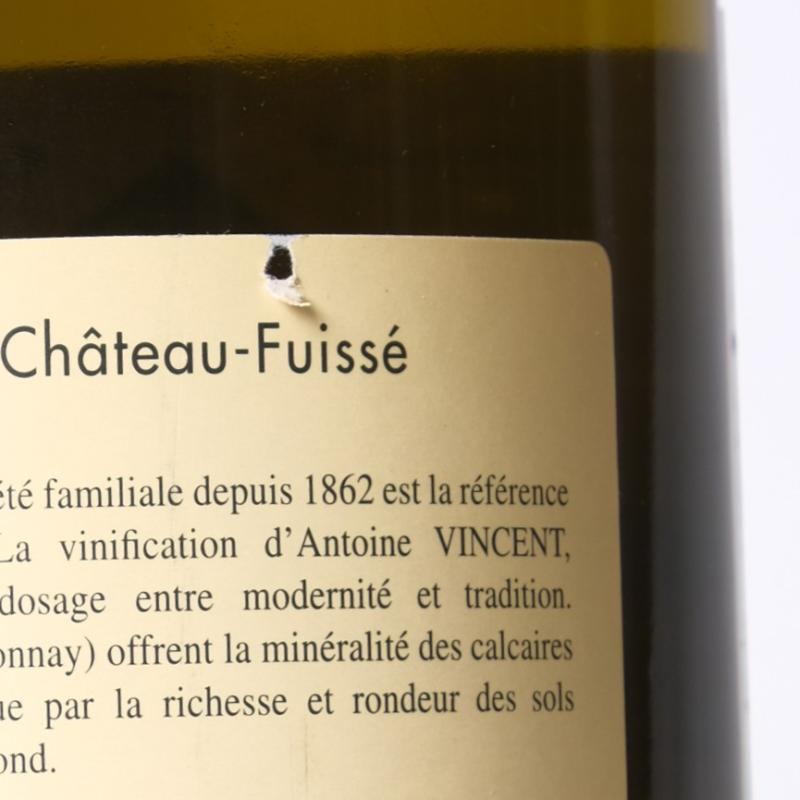 Château-Fuissé
été familiale depuis 1862 est la référence
La vinification d'Antoine VINCENT,
dosage entre modernité et tradition.
onnay) offrent la minéralité des calcaires
ue par la richesse et rondeur des sols
ond.